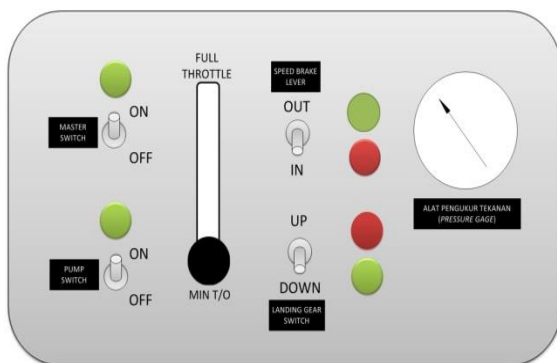 ON
MASTER
SWITCH
OFF
ON
PUMP
SWITCH
OFF
FULL
THROTTLE
MIN T/O
SPEED BRAKE
LEVER
OUT
IN
UP
DOWN
LANDING GEAR
SWITCH
ALAT PENGUKUR TEKANAN
(PRESSURE GAGE)